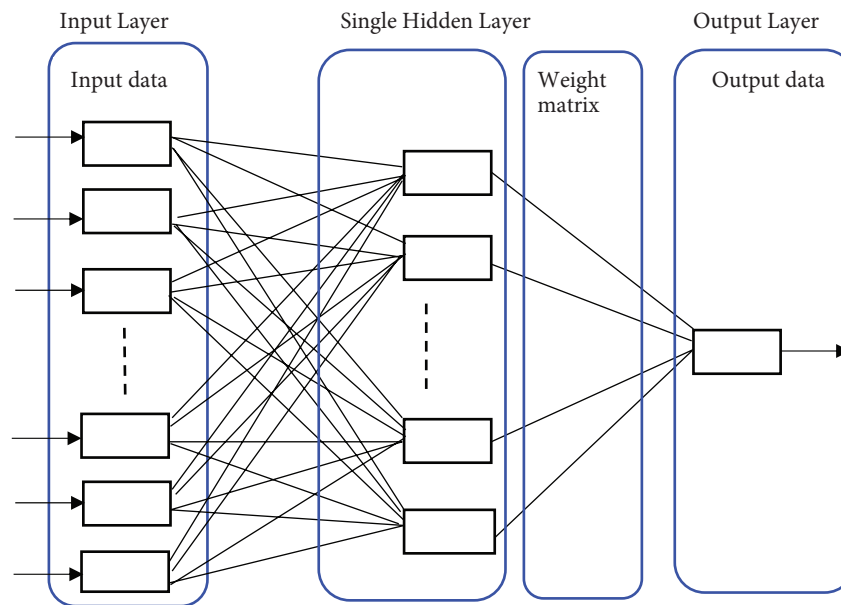 Input Layer
Single Hidden Layer
Output Layer
Input data
Weight
matrix
Output data